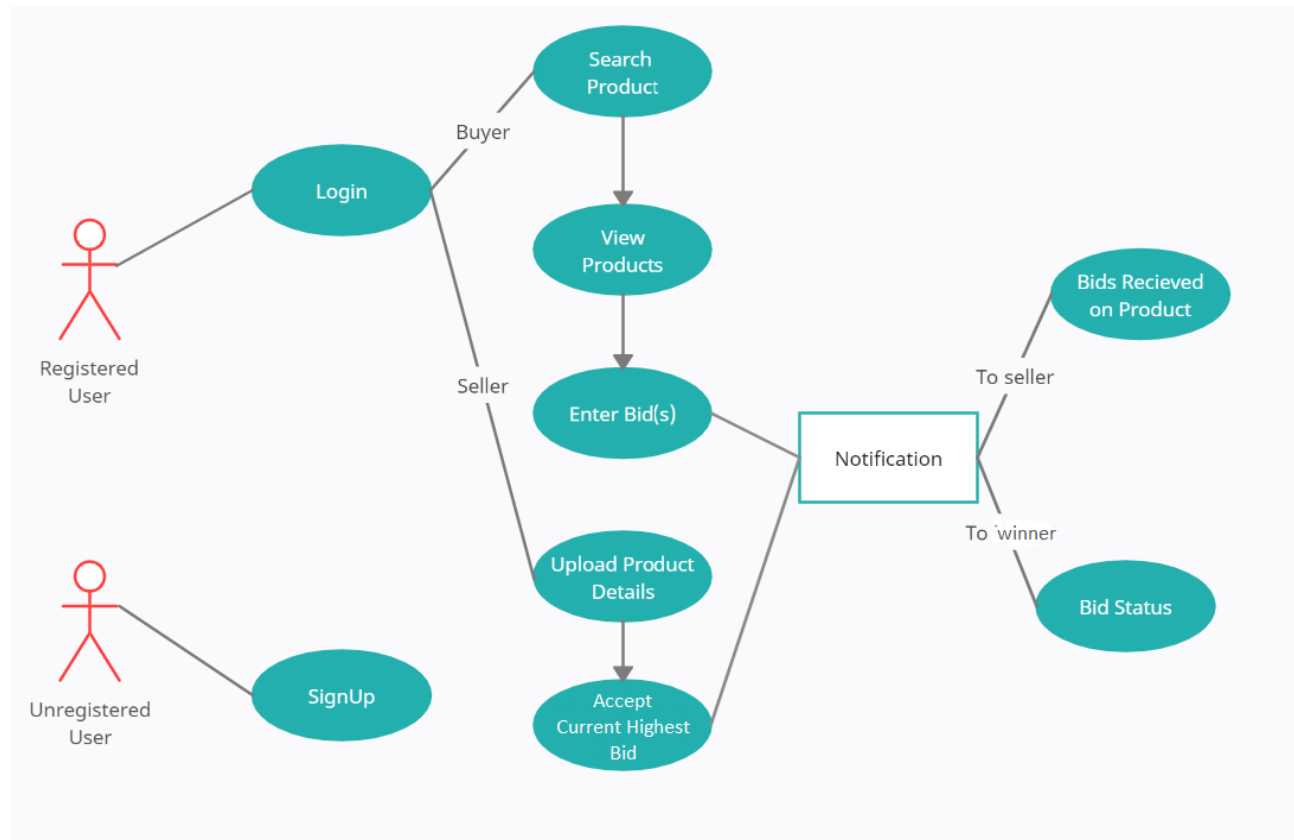 Search
Product
Buyer
Login
View
Products
Registered
User
Seller
Enter Bid(s)
Bids Recieved
on Product
To seller
Notification
To winner
Bid Status
Upload Product
Details
Unregistered
User
SignUp
Accept
Current Highest
Bid